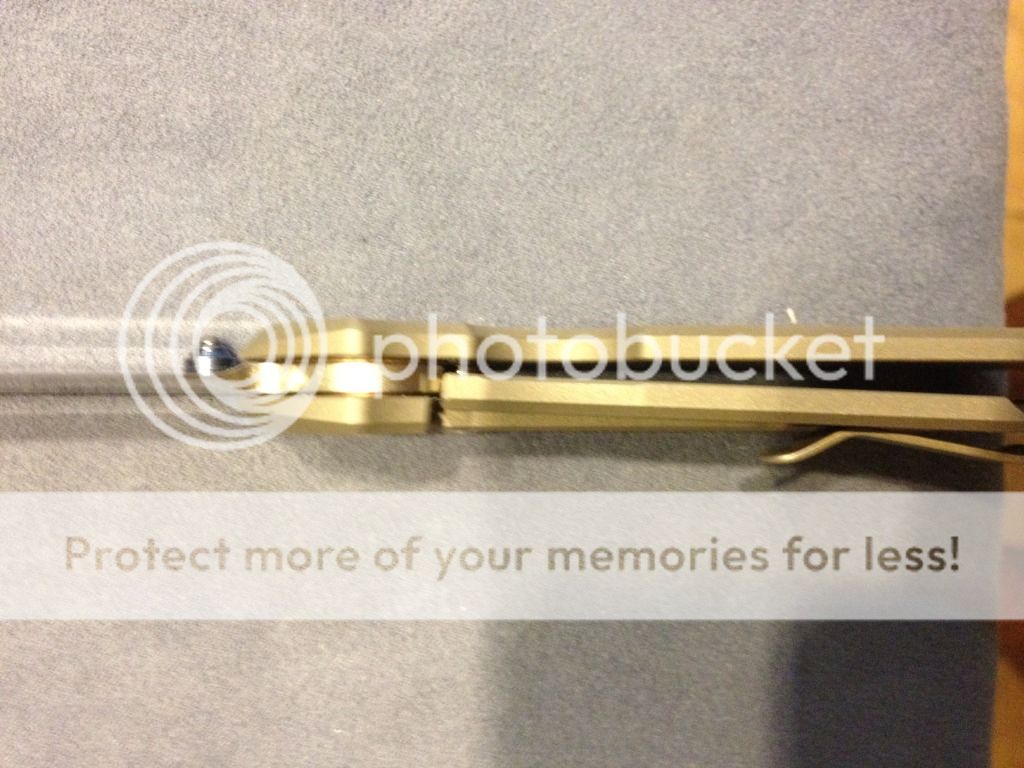 photobucket
Protect more of your memories for less!